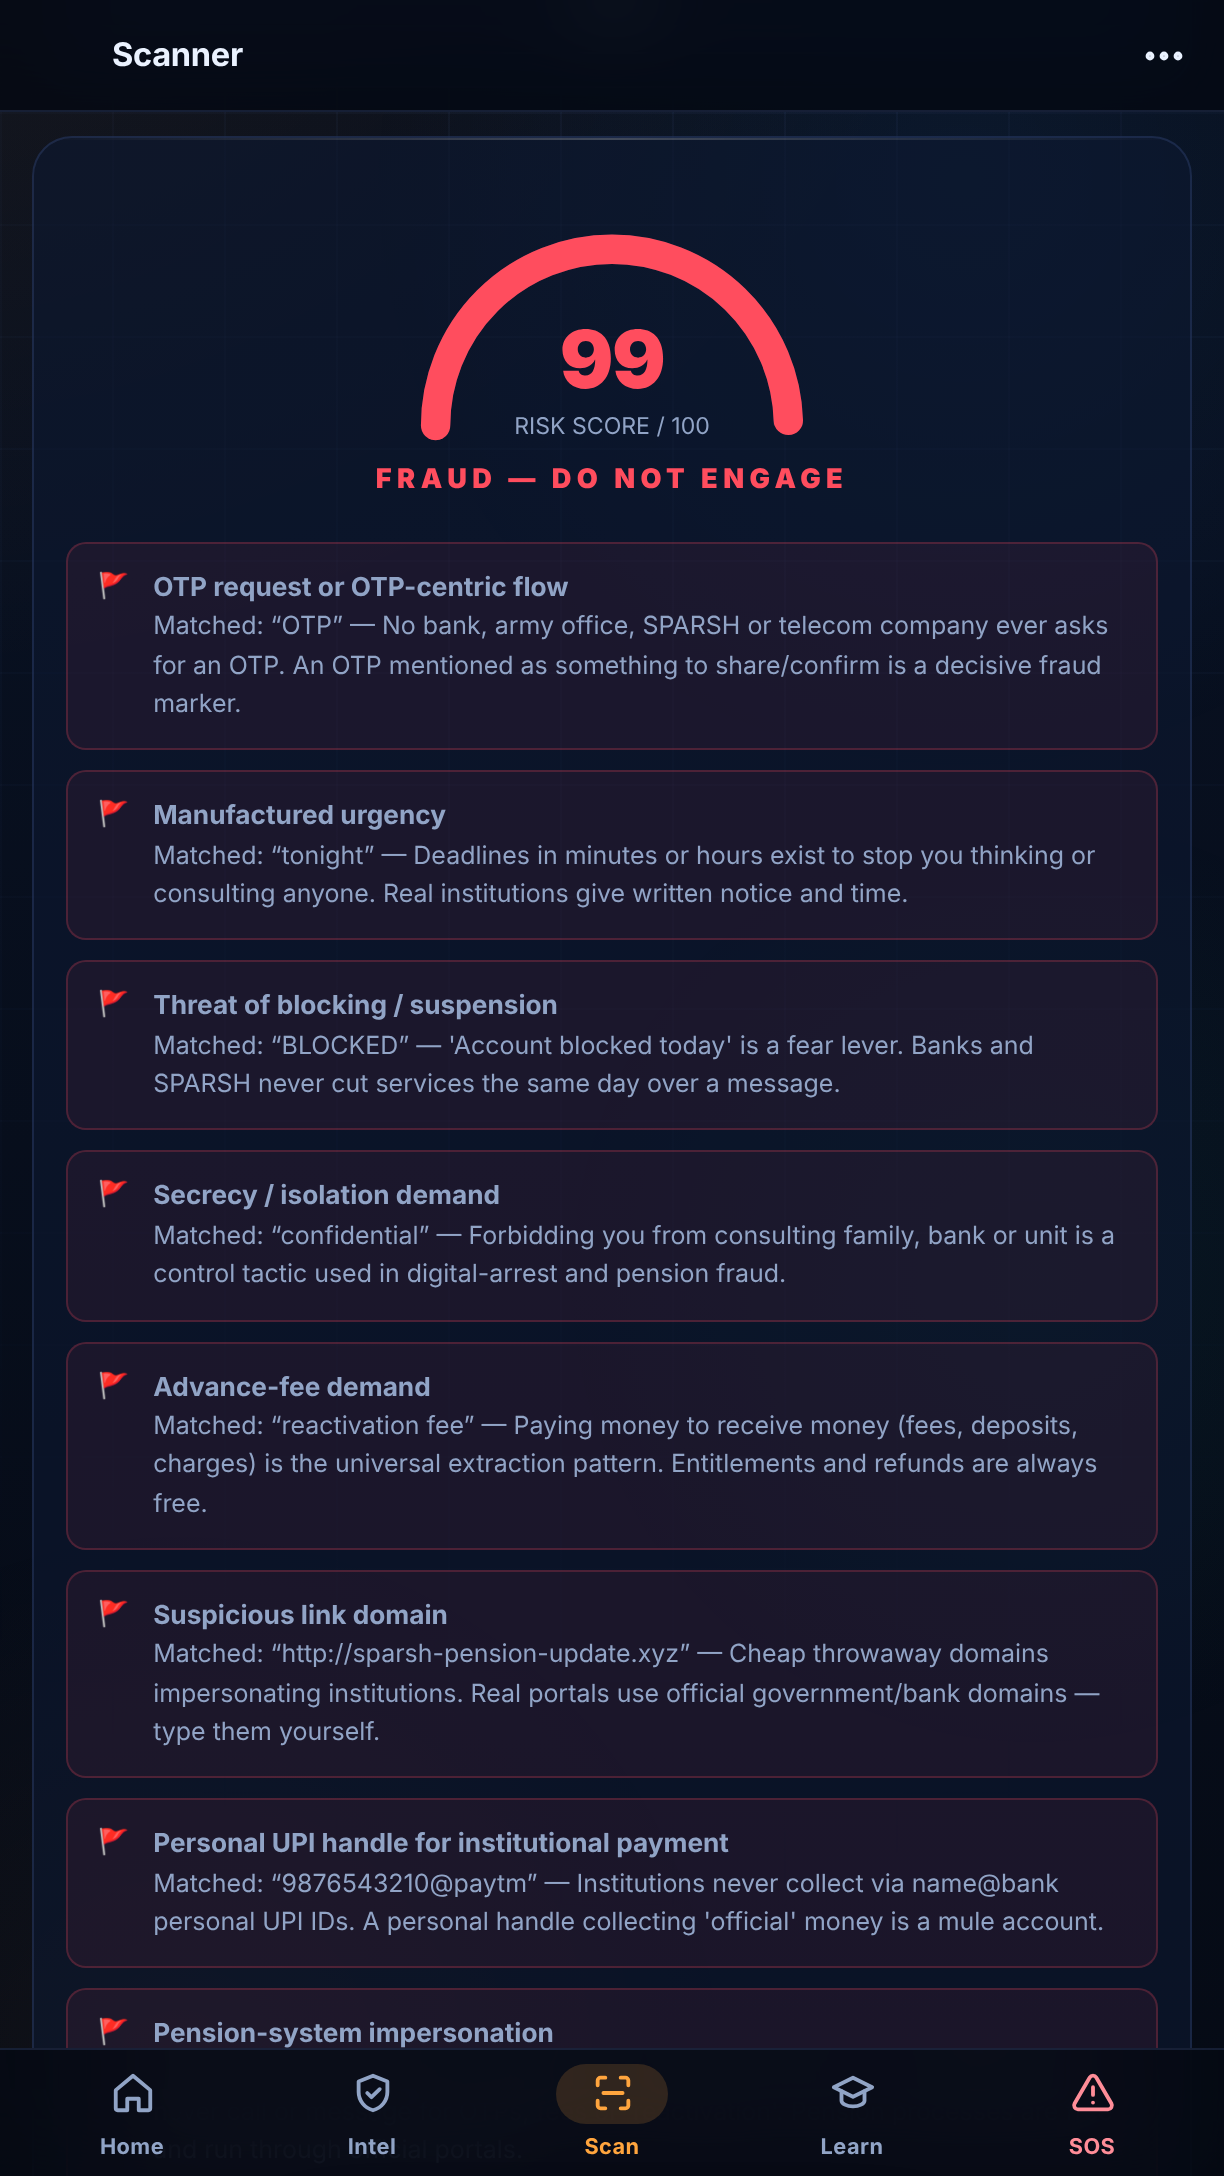 Scanner
99
RISK SCORE / 100
FRAUD — DO NOT ENGAGE
OTP request or OTP-centric flow
Matched: “OTP” — No bank, army office, SPARSH or telecom company ever asks
for an OTP. An OTP mentioned as something to share/confirm is a decisive fraud
marker.
Manufactured urgency
Matched: “tonight” — Deadlines in minutes or hours exist to stop you thinking or
consulting anyone. Real institutions give written notice and time.
Threat of blocking / suspension
Matched: “BLOCKED” — 'Account blocked today' is a fear lever. Banks and
SPARSH never cut services the same day over a message.
Secrecy / isolation demand
Matched: “confidential” — Forbidding you from consulting family, bank or unit is a
control tactic used in digital-arrest and pension fraud.
Advance-fee demand
Matched: “reactivation fee” — Paying money to receive money (fees, deposits,
charges) is the universal extraction pattern. Entitlements and refunds are always
free.
Suspicious link domain
Matched: “http://sparsh-pension-update.xyz” — Cheap throwaway domains
impersonating institutions. Real portals use official government/bank domains —
type them yourself.
Personal UPI handle for institutional payment
Matched: “9876543210@paytm” — Institutions never collect via name@bank
personal UPI IDs. A personal handle collecting 'official' money is a mule account.
Pension-system impersonation
Home
Intel
Scan
Learn
SOS